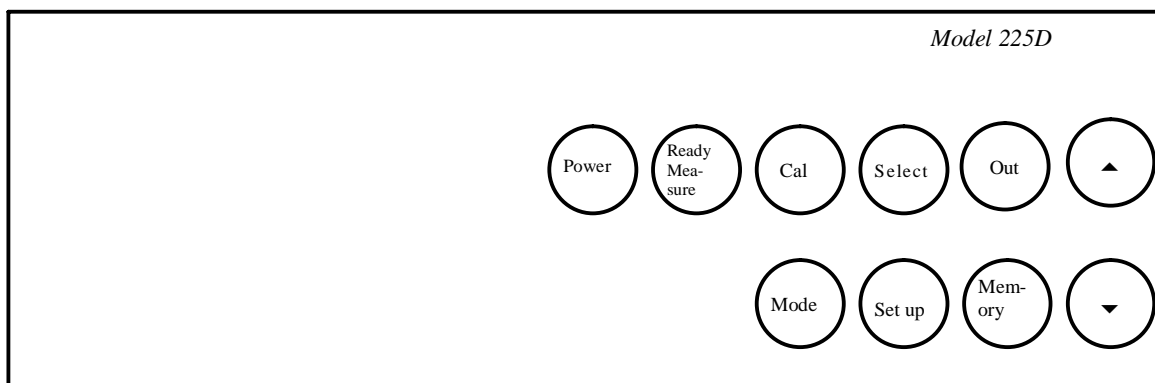 Model 225D
Power
Ready
Mea-
sure
Cal
Select
Out
Mode
Set up
Mem-
ory